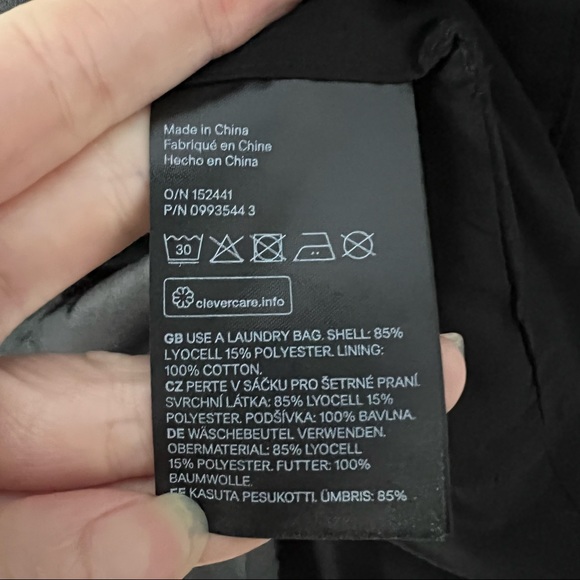 Made in China
Fabriqué en Chine
Hecho en China
O/N 152441
P/N 0993544 3
30
clevercare.info
GB USE A LAUNDRY BAG. SHELL: 85%
LYOCELL 15% POLYESTER. LINING:
100% COTTON.
CZ PERTE V SÁČKU PRO ŠETRNÉ PRANÍ.
SVRCHNÍ LÁTKA: 85% LYOCELL 15%
POLYESTER. PODŠÍVKA: 100% BAVLNA.
DE WÄSCHEBEUTEL VERWENDEN.
OBERMATERIAL: 85% LYOCELL
15% POLYESTER. FUTTER: 100%
BAUMWOLLE.
EE KASUTA PESUKOTTI. ÜMBRIS: 85%